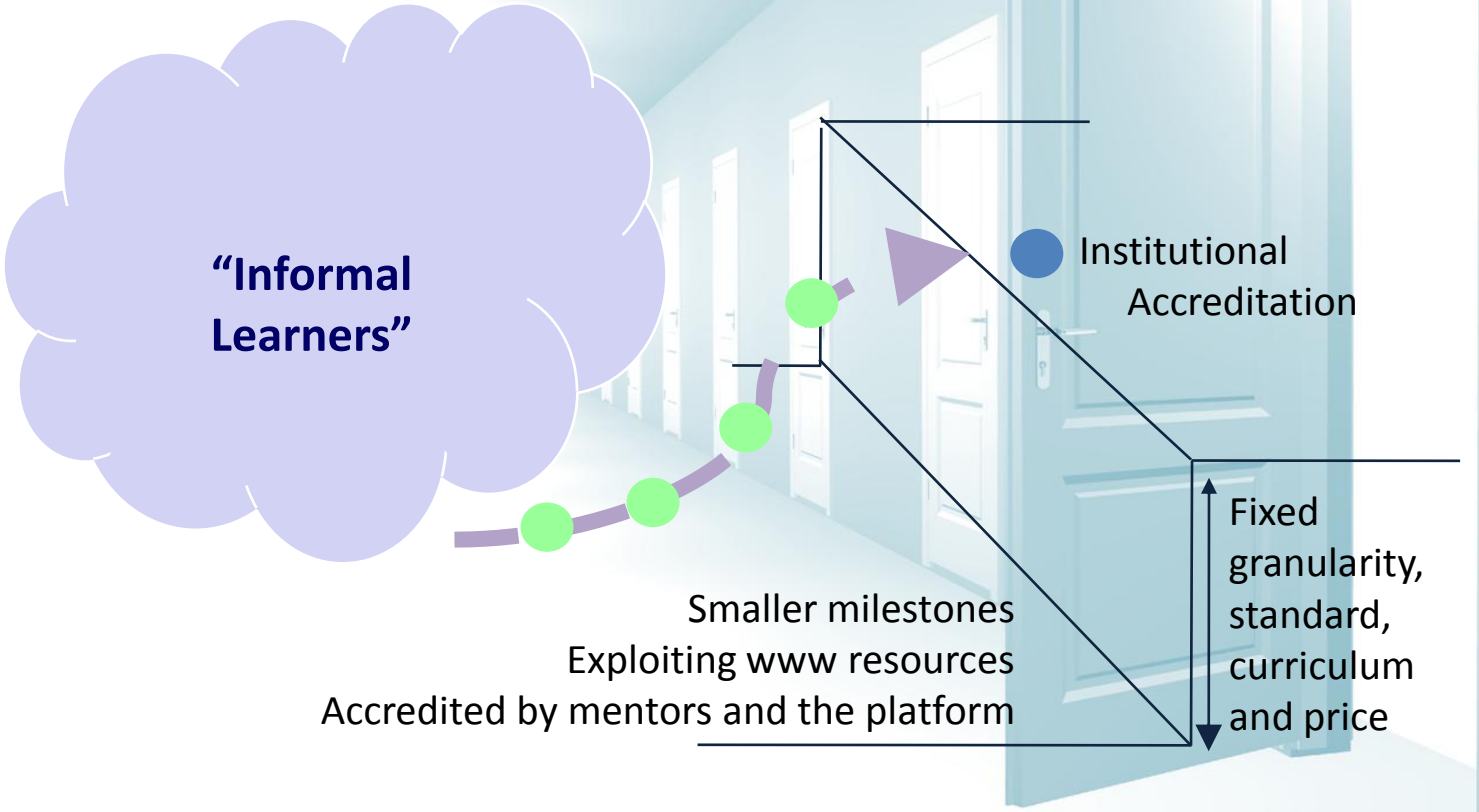 “Informal
Learners”
Institutional
Accreditation
Fixed
granularity,
standard,
curriculum
and price
Smaller milestones
Exploiting www resources
Accredited by mentors and the platform